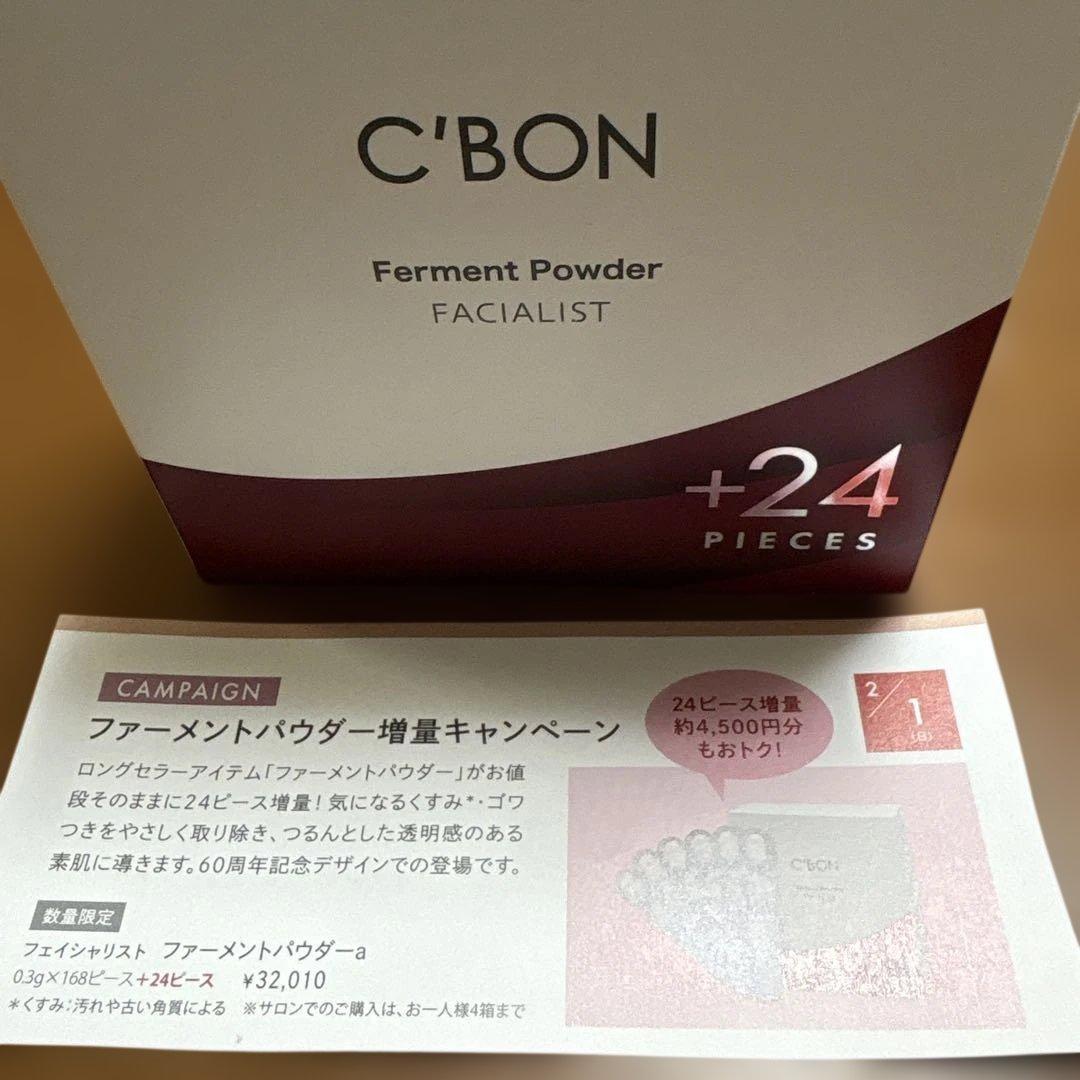 C'BON
Ferment Powder
FACIALIST
+24
PIECES
CAMPAIGN
ファーメントパウダー増量キャンペーン
24ピース増量
約4,500円分
もおトク!
2/1(日)
ロングセラーアイテム「ファーメントパウダー」がお値
段そのままに24ピース増量!気になるくすみ*・ゴワ
つきをやさしく取り除き、つるんとした透明感のある
素肌に導きます。60周年記念デザインでの登場です。
数量限定
フェイシャリスト ファーメントパウダーa
0.3g×168ピース+24ピース ¥32,010
*くすみ:汚れや古い角質による ※サロンでのご購入は、お一人様4箱まで
C'BON